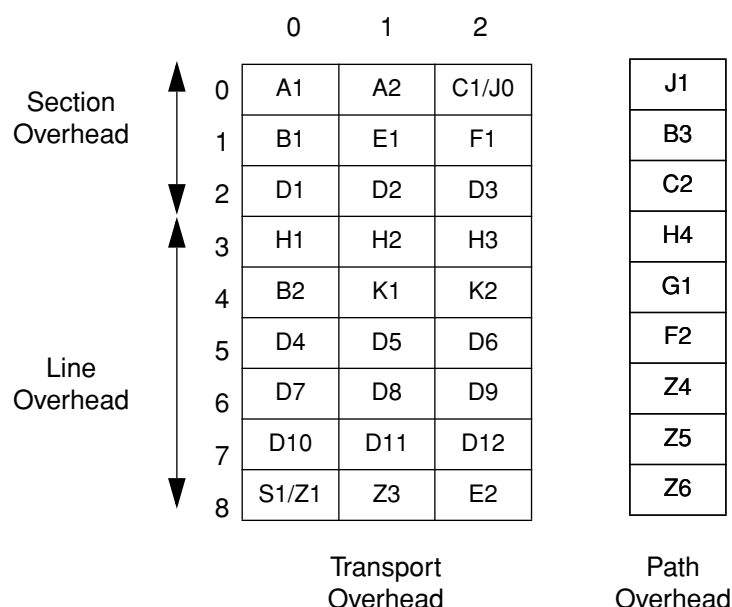 0 1 2
Section
Overhead
0 A1 A2 C1/J0
1 B1 E1 F1
2 D1 D2 D3
Line
Overhead
3 H1 H2 H3
4 B2 K1 K2
5 D4 D5 D6
6 D7 D8 D9
7 D10 D11 D12
8 S1/Z1 Z3 E2
Transport
Overhead
J1
B3
C2
H4
G1
F2
Z4
Z5
Z6
Path
Overhead